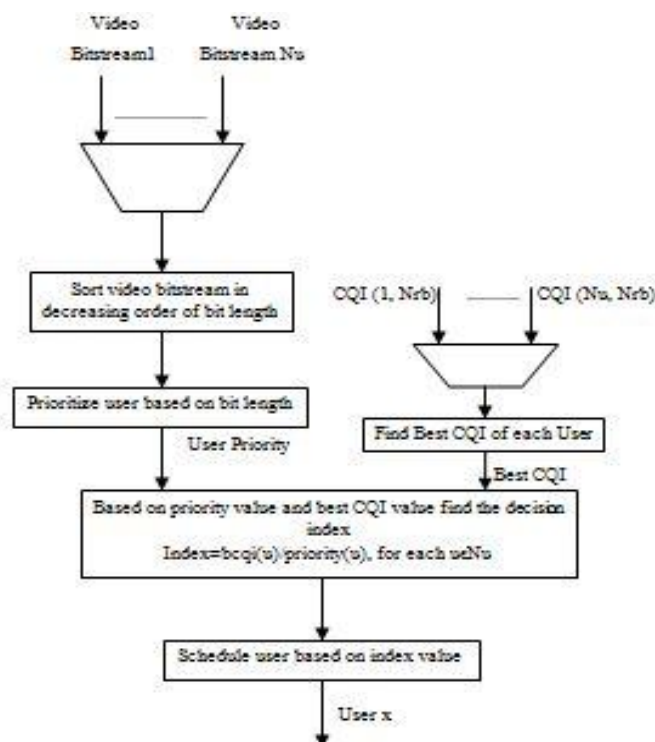 Video
Bitstream1
Video
Bitstream Nu
Sort video bitstream in
decreasing order of bit length
CQI (1, Nrb)
CQI (Nu, Nrb)
Prioritize user based on bit length
Find Best CQI of each User
User Priority
Best CQI
Based on priority value and best CQI value find the decision
index
Index=bcqi(u)/priority(u), for each uεNu
Schedule user based on index value
User x